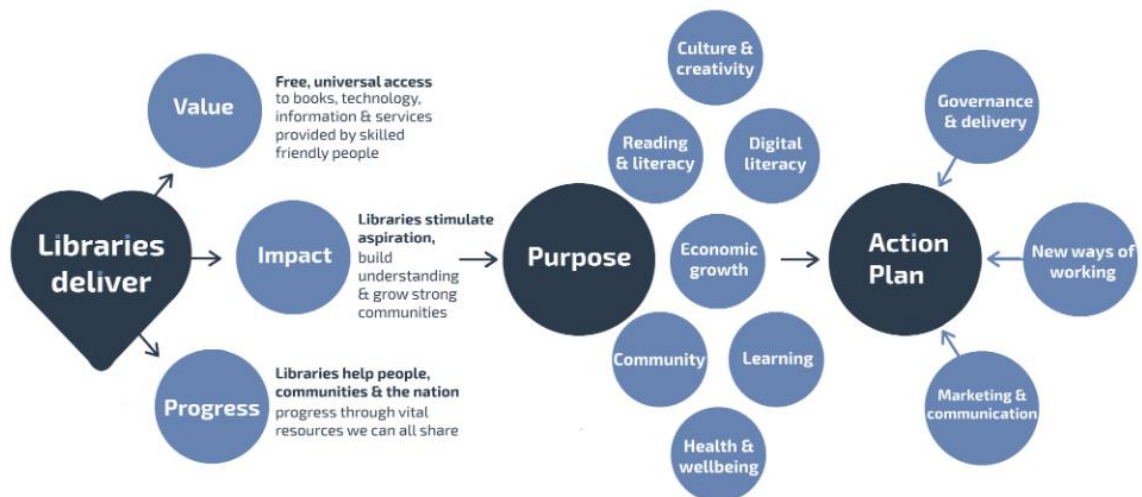 Libraries
deliver
Value
Free, universal access
to books, technology,
information & services
provided by skilled
friendly people
Impact
Libraries stimulate
aspiration,
build
understanding
& grow strong
communities
Progress
Libraries help people,
communities & the nation
progress through vital
resources we can all share
Purpose
Culture &
creativity
Reading
& literacy
Digital
literacy
Economic
growth
Community
Learning
Health &
wellbeing
Action
Plan
Governance
& delivery
New ways of
working
Marketing &
communication